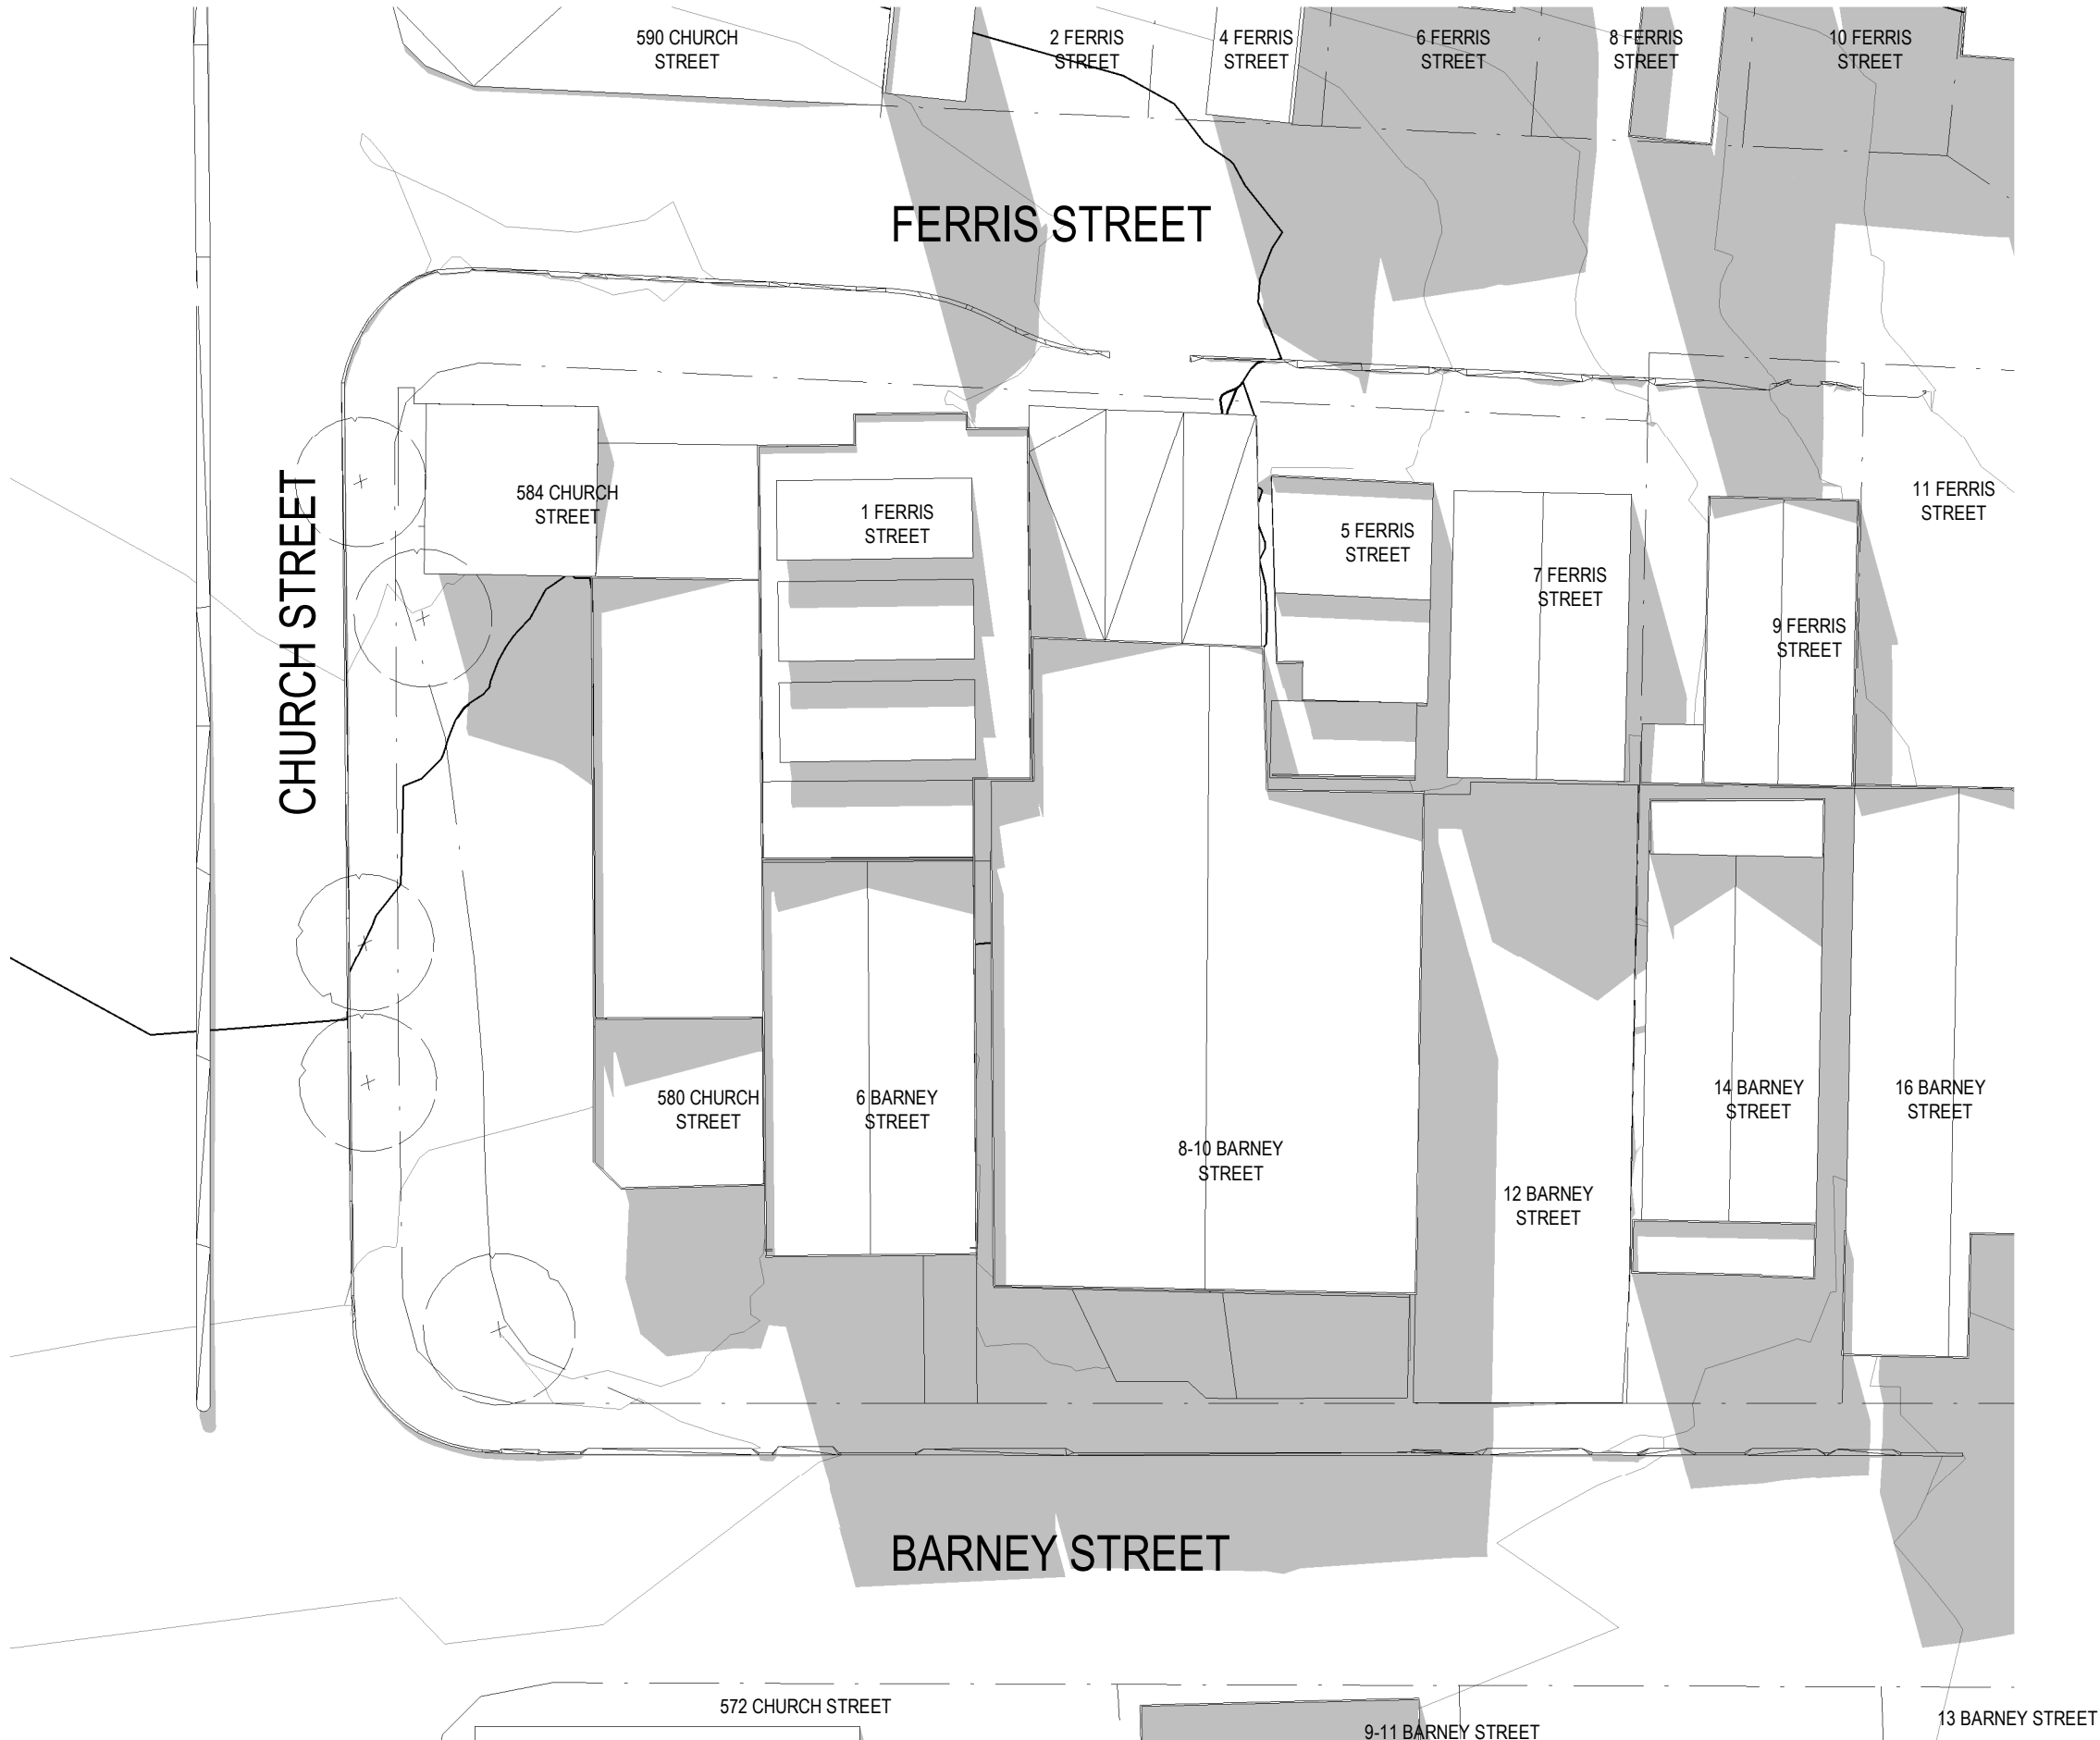 590 CHURCH
STREET
2 FERRIS
STREET
4 FERRIS
STREET
6 FERRIS
STREET
8 FERRIS
STREET
10 FERRIS
STREET
FERRIS STREET
CHURCH STREET
584 CHURCH
STREET
1 FERRIS
STREET
5 FERRIS
STREET
7 FERRIS
STREET
9 FERRIS
STREET
11 FERRIS
STREET
580 CHURCH
STREET
6 BARNEY
STREET
8-10 BARNEY
STREET
12 BARNEY
STREET
14 BARNEY
STREET
16 BARNEY
STREET
BARNEY STREET
572 CHURCH STREET
9-11 BARNEY STREET
13 BARNEY STREET